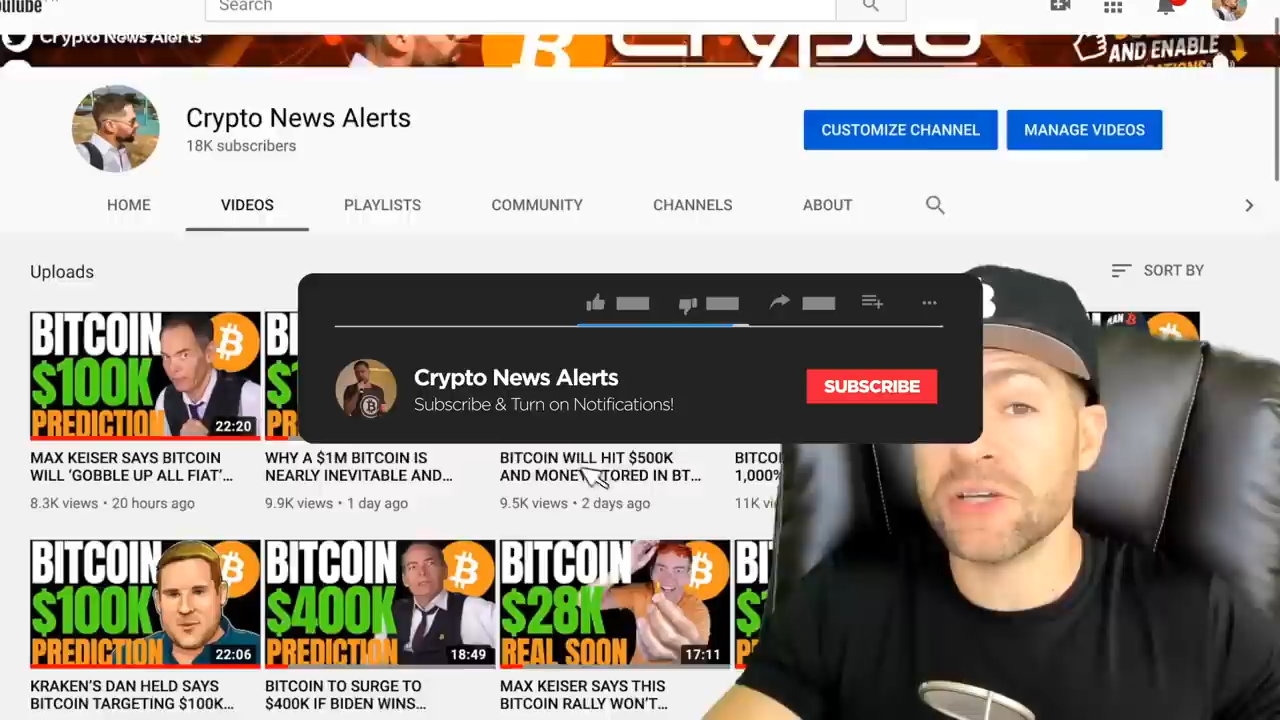 Search
Crypto News Alerts
Crypto
AND ENABLE
Crypto News Alerts
18K subscribers
CUSTOMIZE CHANNEL
MANAGE VIDEOS
HOME
VIDEOS
PLAYLISTS
COMMUNITY
CHANNELS
ABOUT
Uploads
SORT BY
Crypto News Alerts
Subscribe & Turn on Notifications!
SUBSCRIBE
BITCOIN
$100K
PREDICTION
22:20
MAX KEISER SAYS BITCOIN
WILL ‘GOBBLE UP ALL FIAT’...
8.3K views • 20 hours ago
WHY A $1M BITCOIN IS
NEARLY INEVITABLE AND...
9.9K views • 1 day ago
BITCOIN WILL HIT $500K
9.5K views • 2 days ago
BITCOIN
$100K
PREDICTION
22:06
KRAKEN’S DAN HELD SAYS
BITCOIN TARGETING $100K...
BITCOIN
$400K
PREDICTION
18:49
BITCOIN TO SURGE TO
$400K IF BIDEN WINS...
BITCOIN
$28K
REAL SOON
17:11
MAX KEISER SAYS THIS
BITCOIN RALLY WON’T...